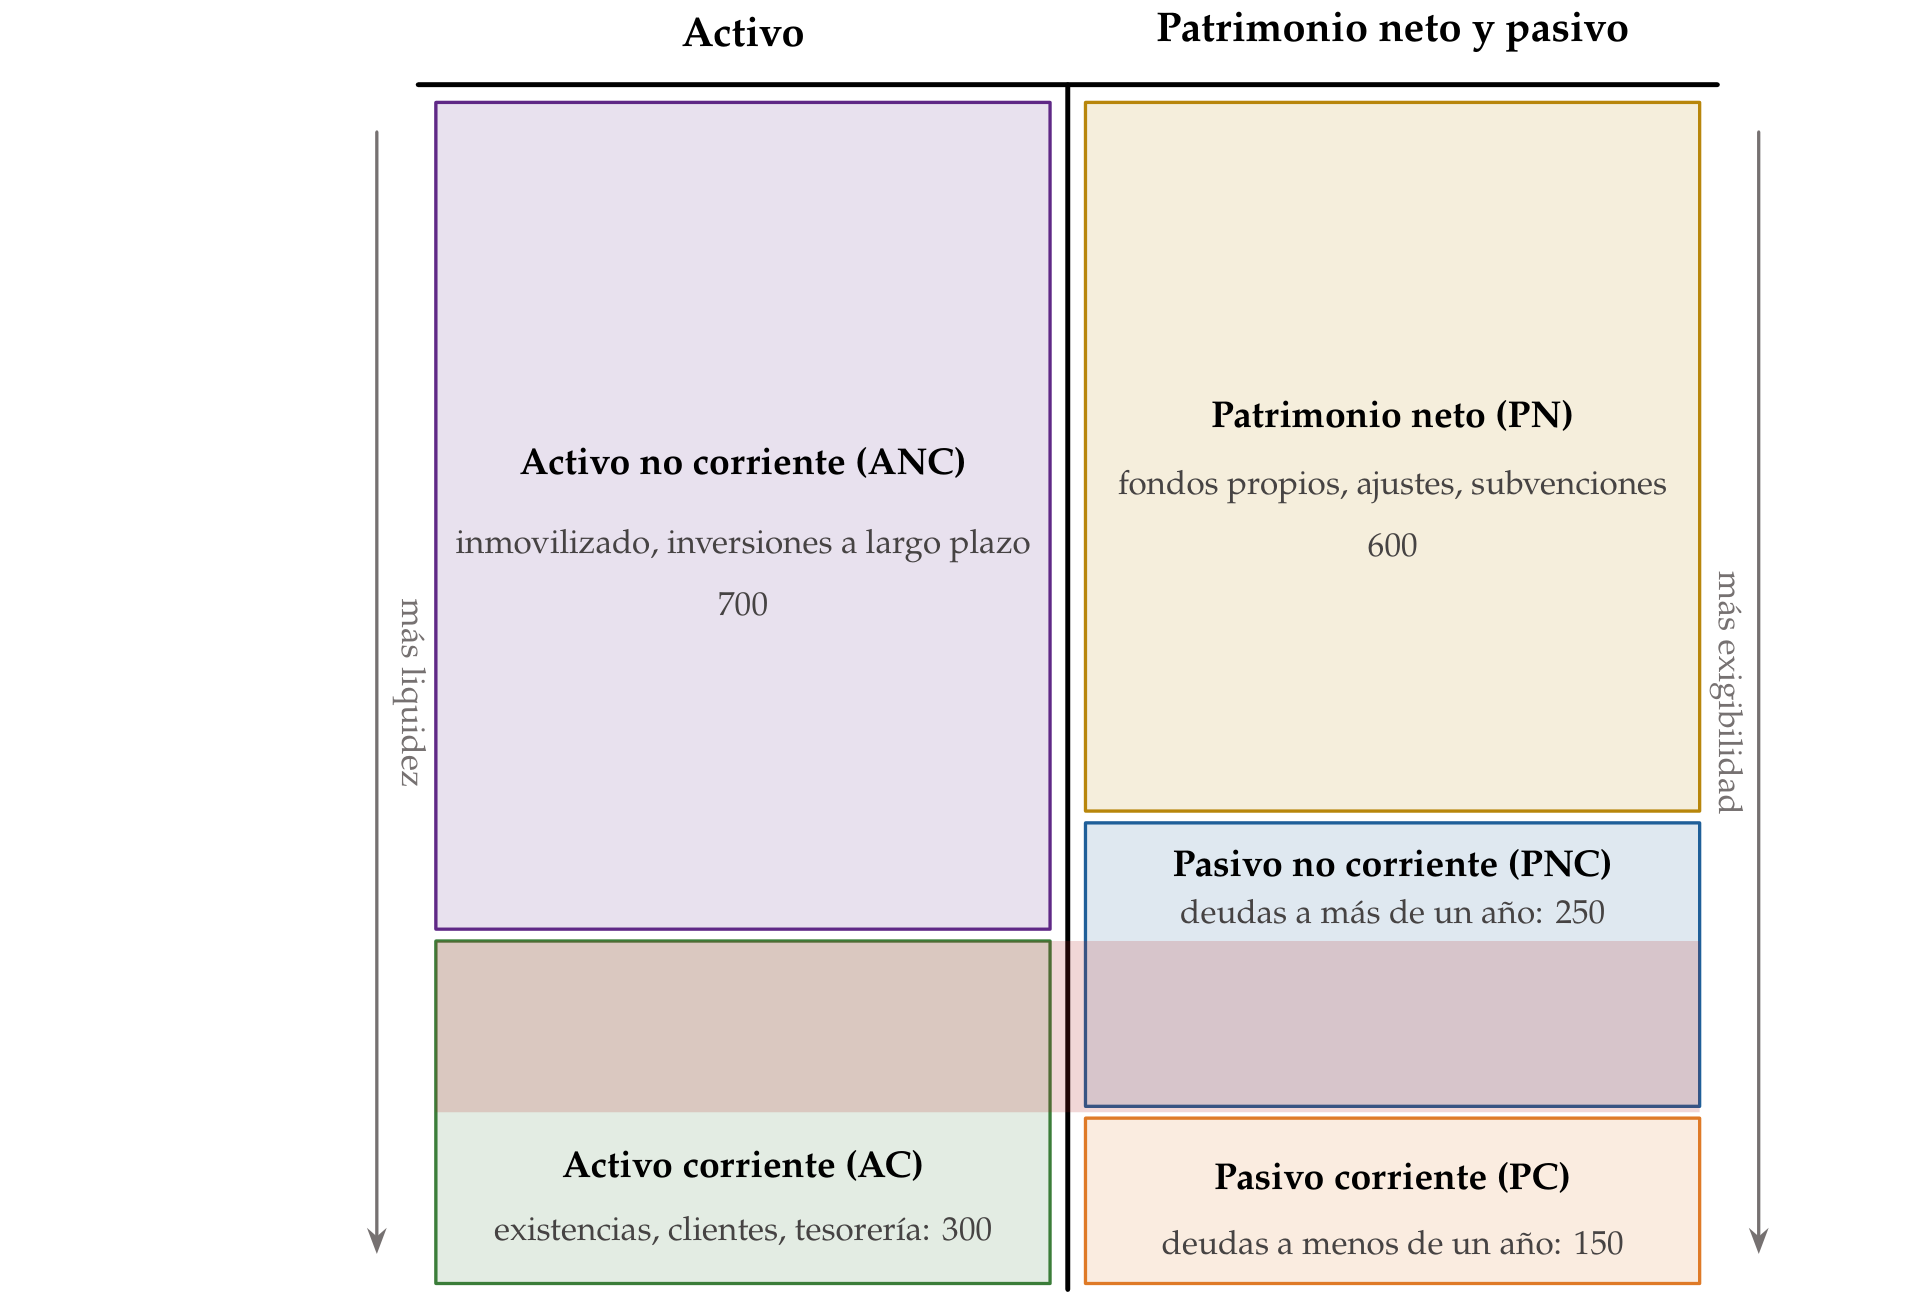 Activo
Patrimonio neto y pasivo
más liquidez
Activo no corriente (ANC)
inmovilizado, inversiones a largo plazo
700
Activo corriente (AC)
existencias, clientes, tesorería: 300
Patrimonio neto (PN)
fondos propios, ajustes, subvenciones
600
Pasivo no corriente (PNC)
deudas a más de un año: 250
Pasivo corriente (PC)
deudas a menos de un año: 150
más exigibilidad